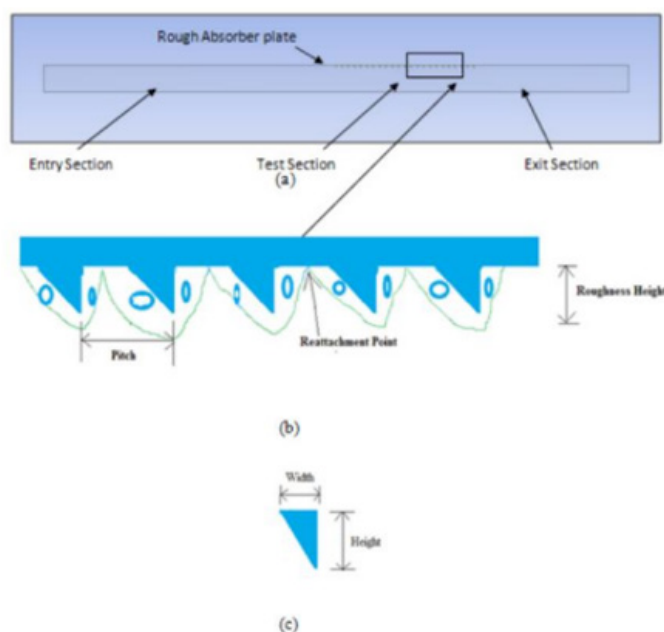 Rough Absorber plate
Entry Section
Test Section
Exit Section
(a)
Roughness Height
Reattachment Point
Pitch
(b)
Width
Height
(c)